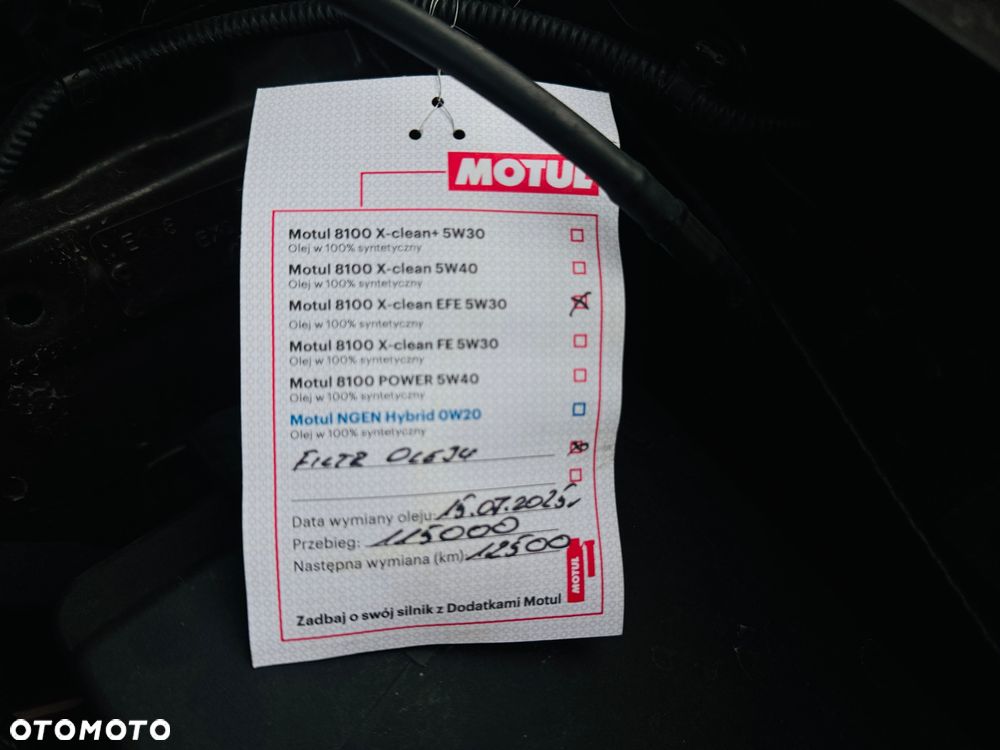 MOTUL
Motul 8100 X-clean+ 5W30
Olej w 100% syntetyczny
Motul 8100 X-clean 5W40
Olej w 100% syntetyczny
Motul 8100 X-clean EFE 5W30
Olej w 100% syntetyczny
Motul 8100 X-clean FE 5W30
Olej w 100% syntetyczny
Motul 8100 POWER 5W40
Olej w 100% syntetyczny
Motul NGEN Hybrid 0W20
Olej w 100% syntetyczny
FILTR OLEJU
Data wymiany oleju: 15.07.2025r
Przebieg: 115000
Następna wymiana (km): 12500
MOTUL
Zadbaj o swój silnik z Dodatkami Motul
OTOMOTO